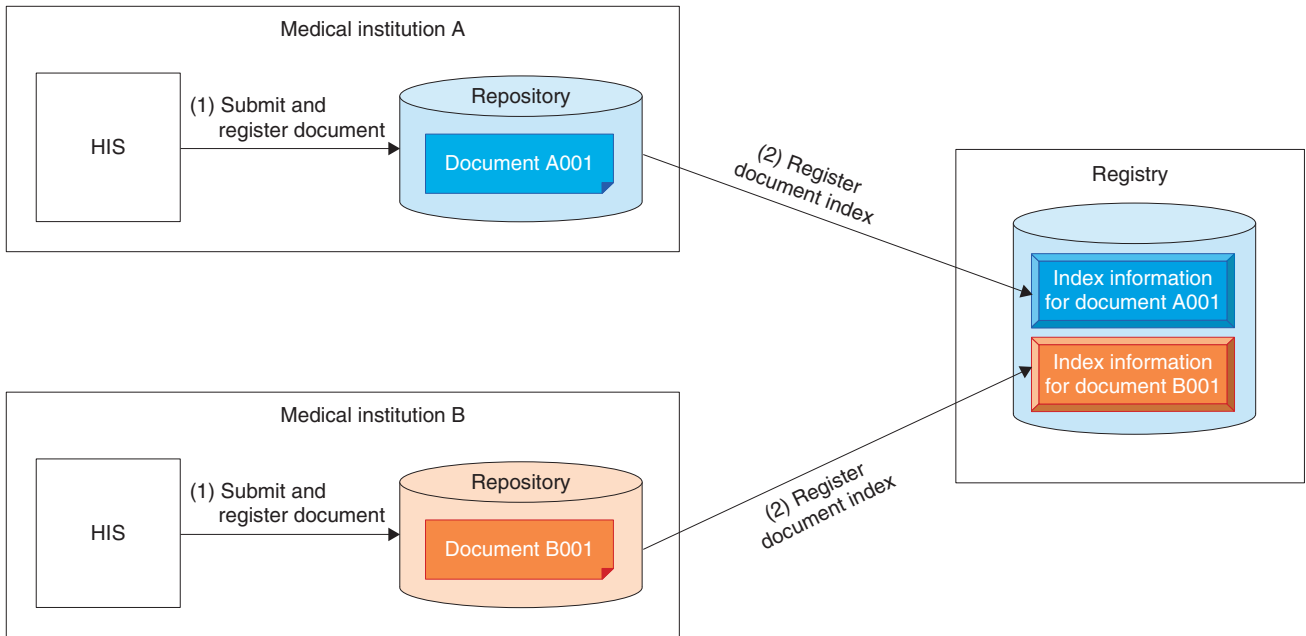 Medical institution A
HIS
(1) Submit and
register document
Repository
Document A001
(2) Register
document index
Registry
Index information
for document A001
Index information
for document B001
Medical institution B
HIS
(1) Submit and
register document
Repository
Document B001
(2) Register
document index